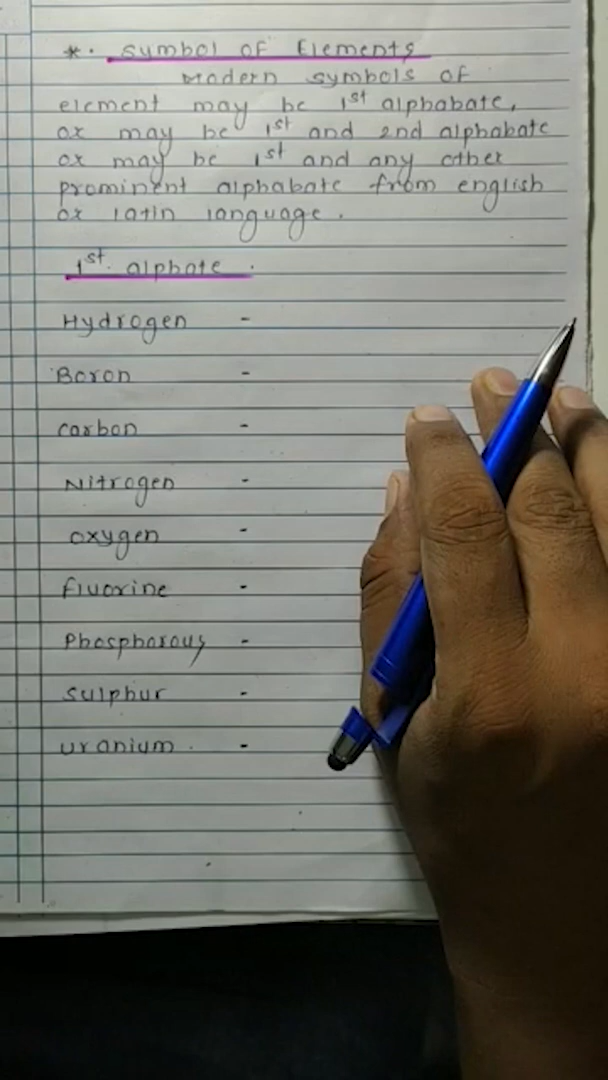 *. Symbol of Elements
Modern symbols of
element may be 1st alphabate,
or may be 1st and 2nd alphabate
or may be 1st and any other
prominent alphabate from english
or latin language.
1st alphate.
Hydrogen -
Boron -
Carbon -
Nitrogen -
Oxygen -
Fluorine -
Phosphorous -
Sulphur -
Uranium. -